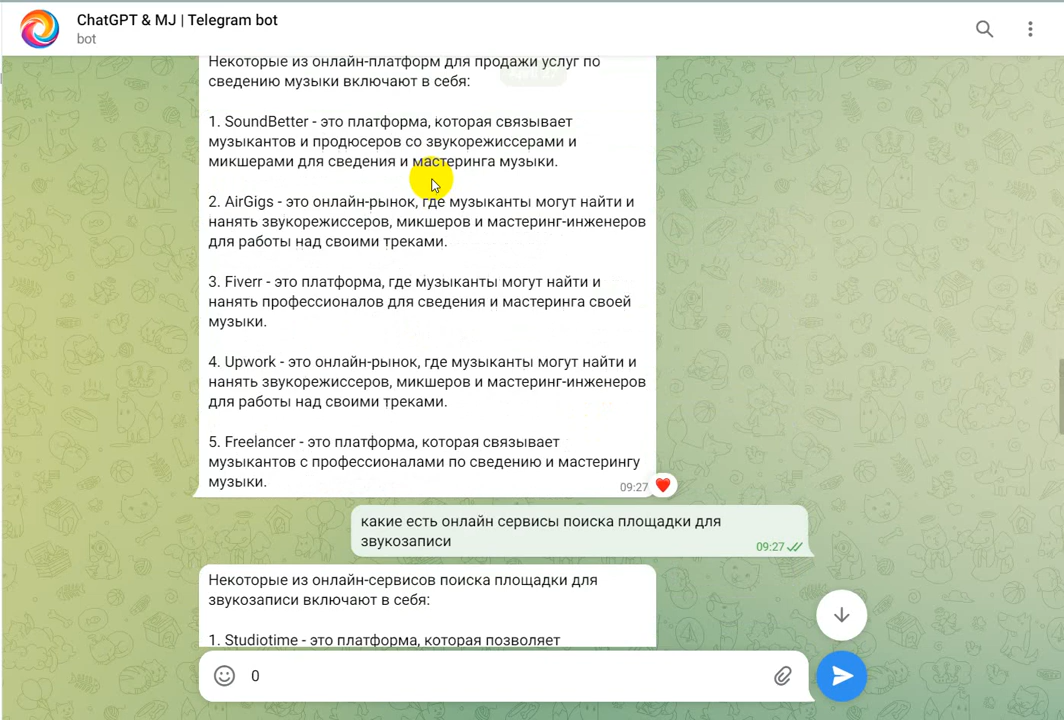 ChatGPT & MJ | Telegram bot
bot
Некоторые из онлайн-платформ для продажи услуг по
сведению музыки включают в себя:
1. SoundBetter - это платформа, которая связывает
музыкантов и продюсеров со звукорежиссерами и
микшерами для сведения и мастеринга музыки.
2. AirGigs - это онлайн-рынок, где музыканты могут найти и
нанять звукорежиссеров, микшеров и мастеринг-инженеров
для работы над своими треками.
3. Fiverr - это платформа, где музыканты могут найти и
нанять профессионалов для сведения и мастеринга своей
музыки.
4. Upwork - это онлайн-рынок, где музыканты могут найти и
нанять звукорежиссеров, микшеров и мастеринг-инженеров
для работы над своими треками.
5. Freelancer - это платформа, которая связывает
музыкантов с профессионалами по сведению и мастерингу
музыки.
09:27
какие есть онлайн сервисы поиска площадки для
звукозаписи
09:27
Некоторые из онлайн-сервисов поиска площадки для
звукозаписи включают в себя:
1. Studiotime - это платформа, которая позволяет
0